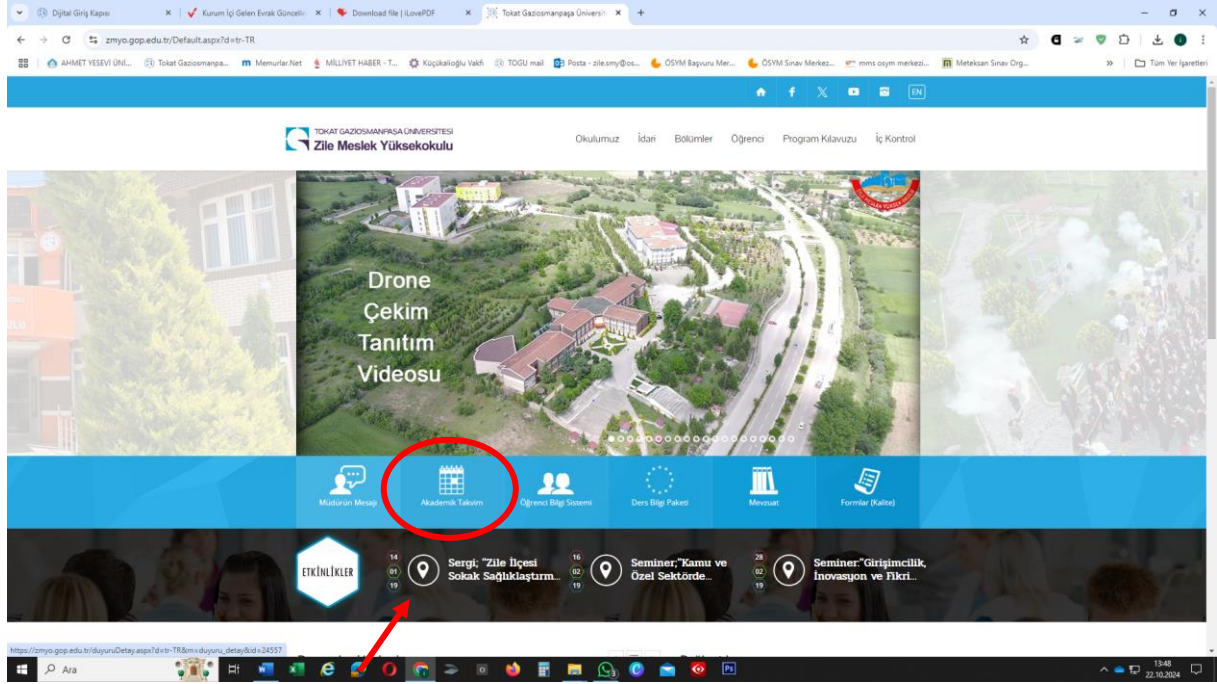 Dijital Giriş Kapısı
Kurum İçi Gelen Evrak Güncelle
Download file | iLovePDF
Tokat Gaziosmanpaşa Üniversit
zmyo.gop.edu.tr/Default.aspx?d=tr-TR
AHMET YESEVİ ÜNİ...
Tokat Gaziosmanpa...
Memurlar.Net
MİLLİYET HABER - T...
Küçükalioğlu Vakfı
TOGU mail
Posta - zile.smy@os...
ÖSYM Başvuru Mer...
ÖSYM Sınav Merkez...
mms osym merkezi...
Meteksan Sınav Org...
Tüm Yer İşaretleri
EN
TOKAT GAZİOSMANPAŞA ÜNİVERSİTESİ
Zile Meslek Yüksekokulu
Okulumuz
İdari
Bölümler
Öğrenci
Program Kılavuzu
İç Kontrol
Drone
Çekim
Tanıtım
Videosu
Müdürün Mesajı
Akademik Takvim
Öğrenci Bilgi Sistemi
Ders Bilgi Paketi
Mevzuat
Formlar (Kalite)
ETKİNLİKLER
14
01
19
Sergi; "Zile İlçesi
Sokak Sağlıklaştırm...
16
02
19
Seminer;"Kamu ve
Özel Sektörde...
28
02
19
Seminer:"Girişimcilik,
İnovasyon ve Fikri...
https://zmyo.gop.edu.tr/duyuruDetay.aspx?d=tr-TR&m=duyuru_detay&id=24557
Ara
13:48
22.10.2024